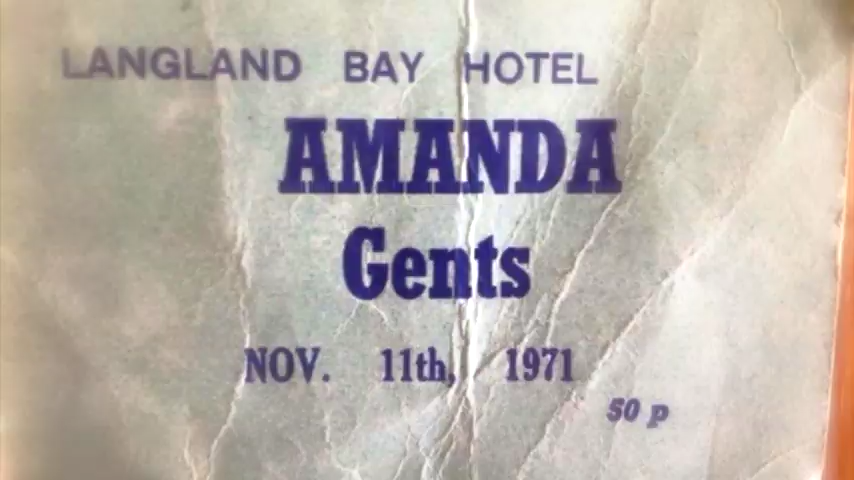 LANGLAND BAY HOTEL
AMANDA
Gents
NOV. 11th, 1971
50 p